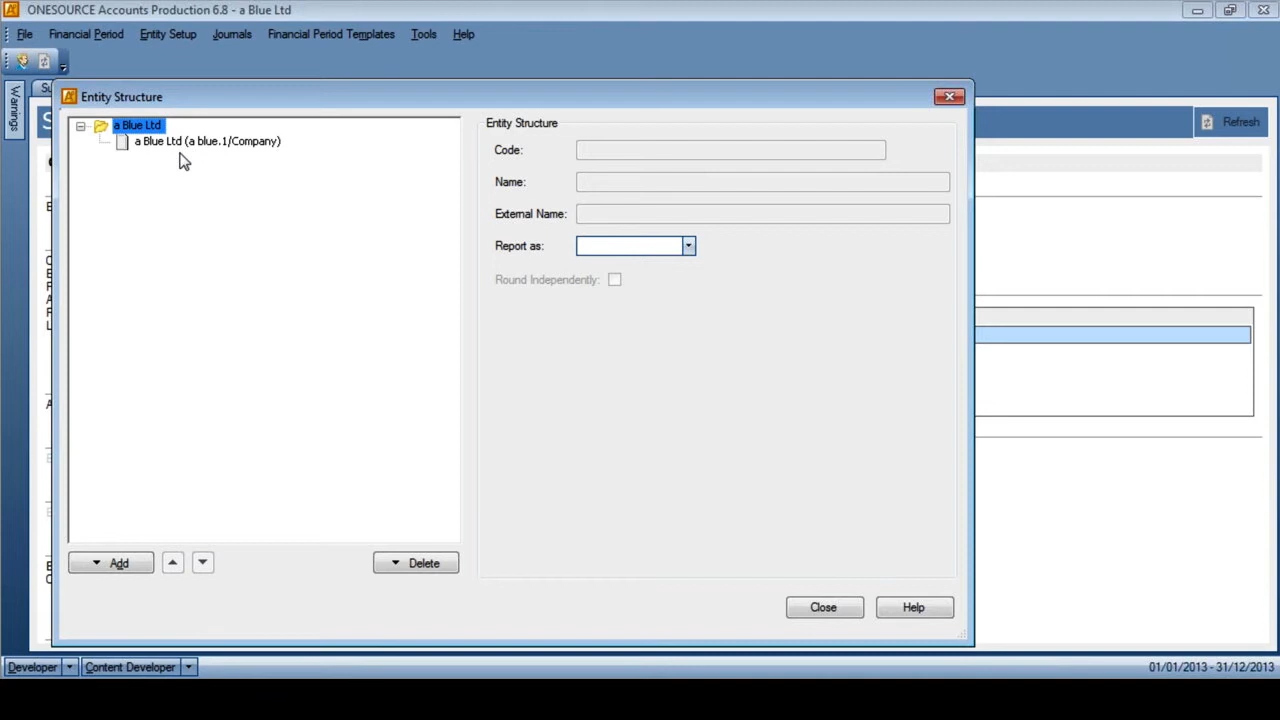 ONESOURCE Accounts Production 6.8 - a Blue Ltd
File Financial Period Entity Setup Journals Financial Period Templates Tools Help
Warnings
Su
S
Refresh
Entity Structure
a Blue Ltd
a Blue Ltd (a blue.1/Company)
Entity Structure
Code:
Name:
External Name:
Report as:
Round Independently:
Add
Delete
Close
Help
Developer
Content Developer
01/01/2013 - 31/12/2013